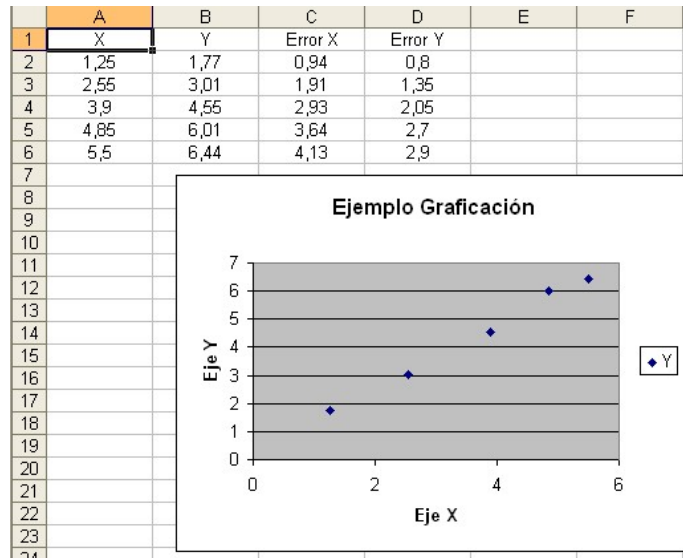 A B C D E F
1 X Y Error X Error Y
2 1,25 1,77 0,94 0,8
3 2,55 3,01 1,91 1,35
4 3,9 4,55 2,93 2,05
5 4,85 6,01 3,64 2,7
6 5,5 6,44 4,13 2,9
7
8
9
10
11
12
13
14
15
16
17
18
19
20
21
22
23
24
Ejemplo Graficación
7
6
5
4
3
2
1
0
Eje Y
0 2 4 6
Eje X
Y